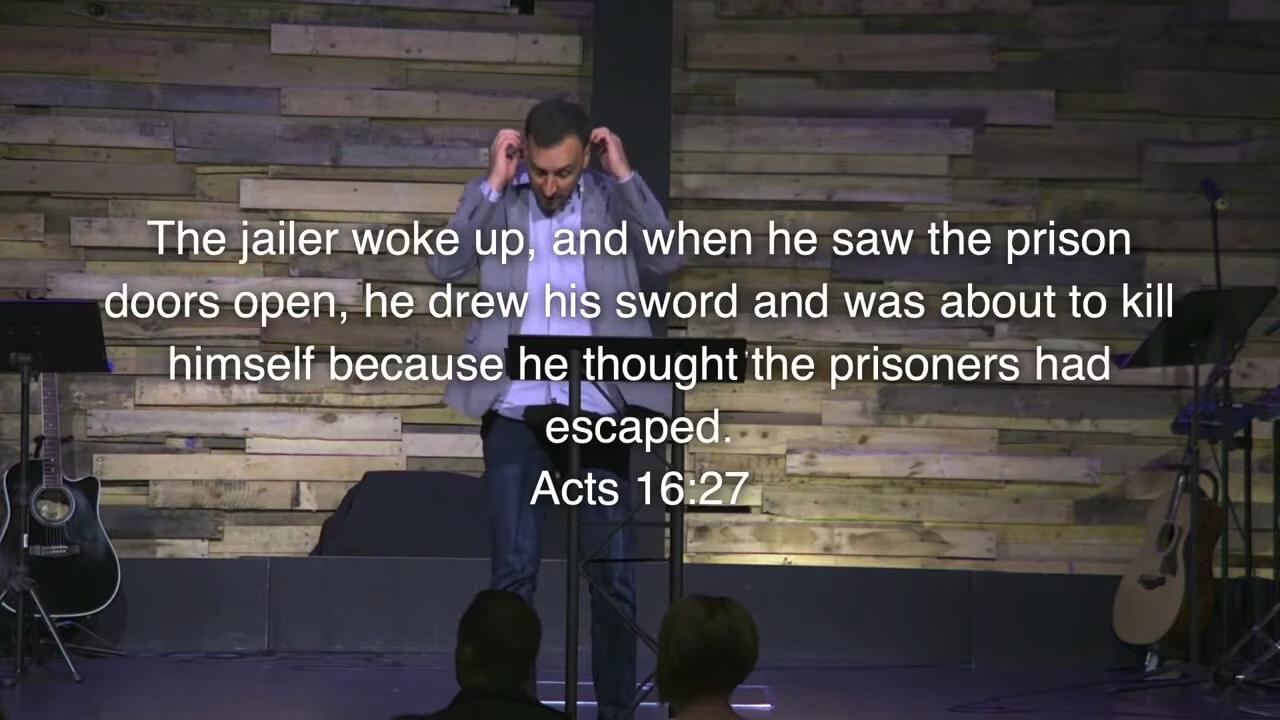 The jailer woke up, and when he saw the prison
doors open, he drew his sword and was about to kill
himself because he thought the prisoners had
escaped.
Acts 16:27